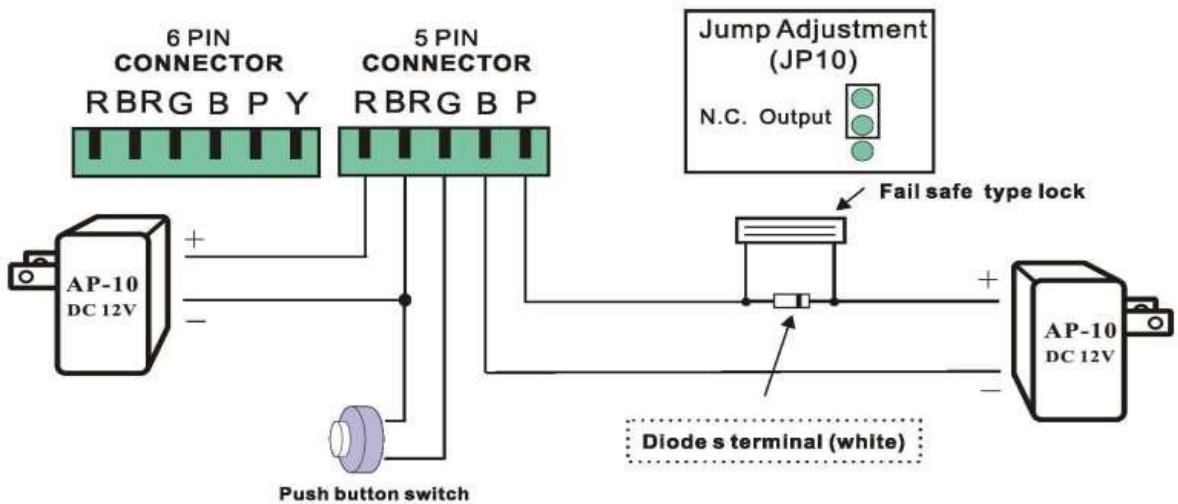 6 PIN
CONNECTOR
R BR G B P Y
5 PIN
CONNECTOR
R BR G B P
Jump Adjustment
(JP10)
N.C. Output
Fail safe type lock
+
AP-10
DC 12V
−
+
AP-10
DC 12V
−
Diode s terminal (white)
Push button switch